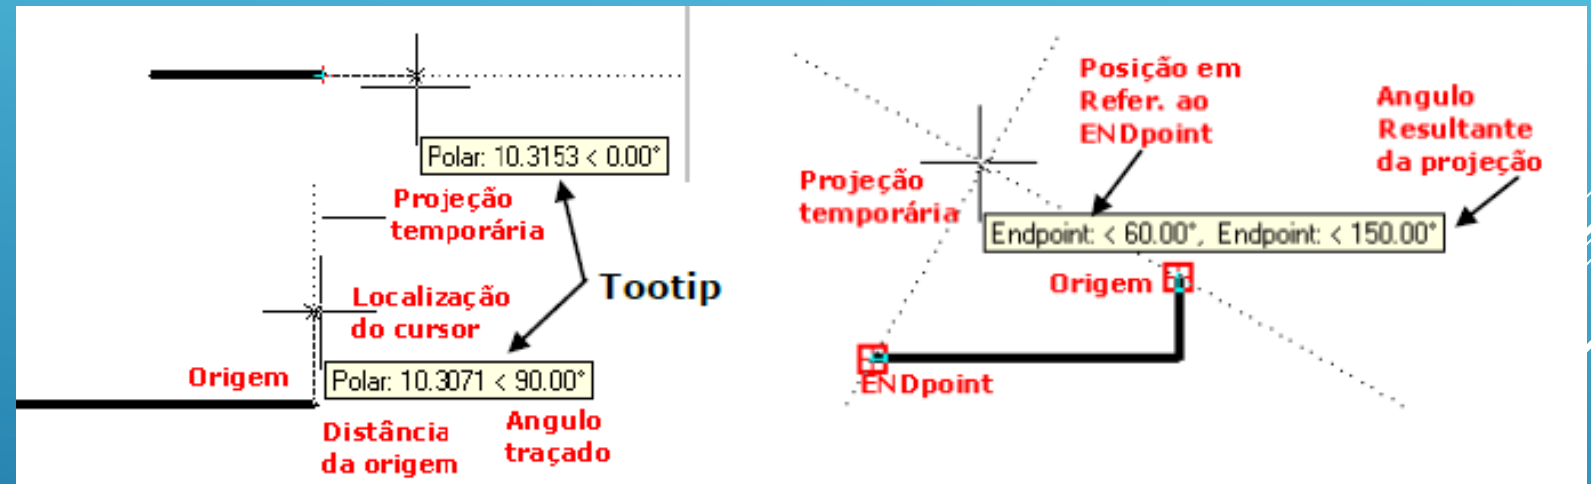 Polar: 10.3153 < 0.00°
Projeção
temporária
Tootip
Localização
do cursor
Origem
Polar: 10.3071 < 90.00°
Distância
da origem
Angulo
traçado
Posição em
Refer. ao
ENDpoint
Angulo
Resultante
da projeção
Projeção
temporária
Endpoint: < 60.00°, Endpoint: < 150.00°
Origem
ENDpoint